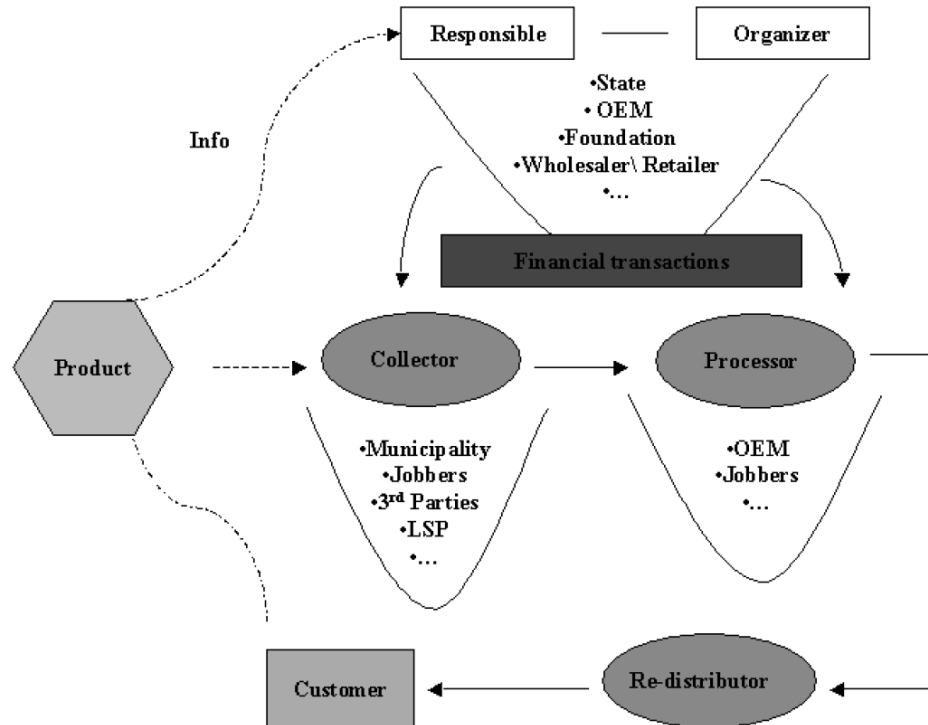 Responsible
Organizer
•State
• OEM
•Foundation
•Wholesaler\ Retailer
•...
Info
Financial transactions
Product
Collector
Processor
•Municipality
•Jobbers
•3rd Parties
•LSP
•...
•OEM
•Jobbers
•...
Customer
Re-distributor